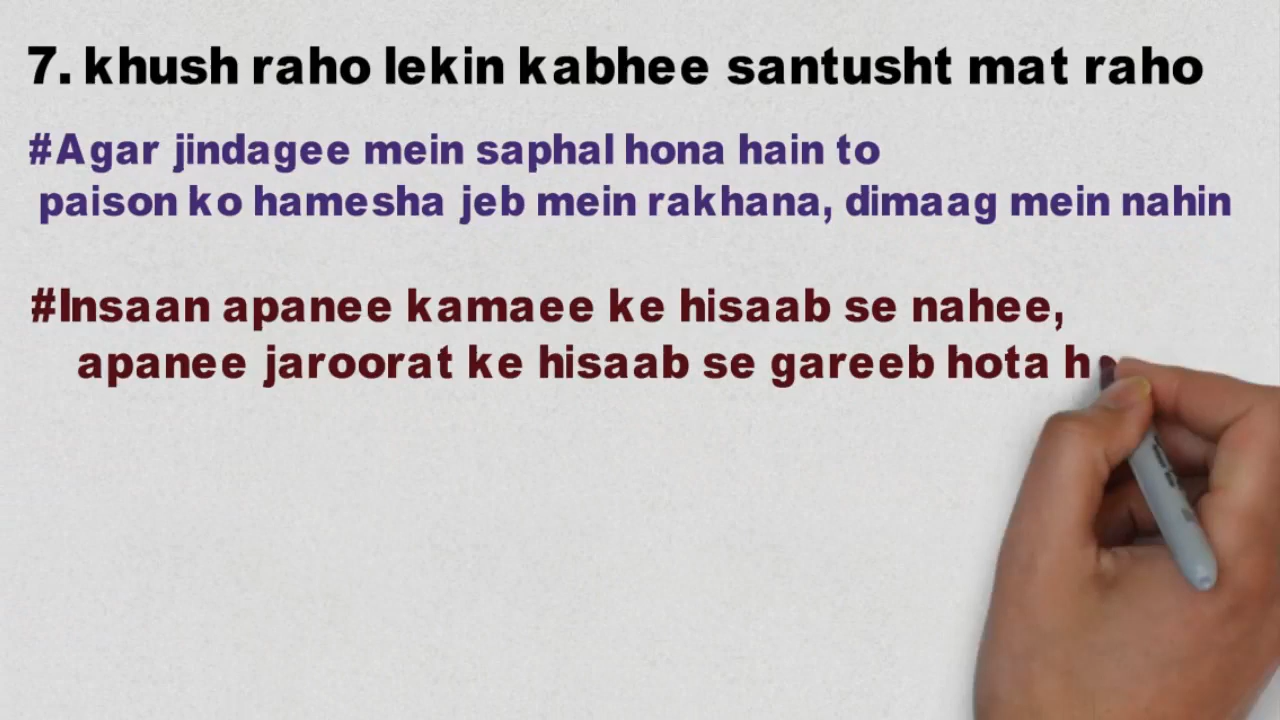 7. khush raho lekin kabhee santusht mat raho
#Agar jindagee mein saphal hona hain to
paison ko hamesha jeb mein rakhana, dimaag mein nahin
#Insaan apanee kamaee ke hisaab se nahee,
apanee jaroorat ke hisaab se gareeb hota h